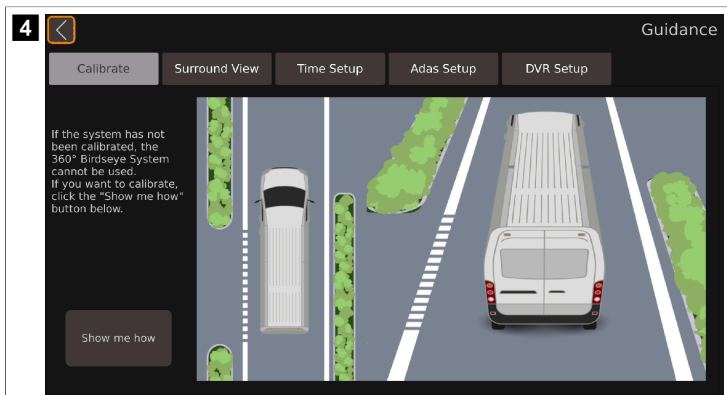 4
Guidance
Calibrate
Surround View
Time Setup
Adas Setup
DVR Setup
If the system has not
been calibrated, the
360° Birdseye System
cannot be used.
If you want to calibrate,
click the "Show me how"
button below.
Show me how